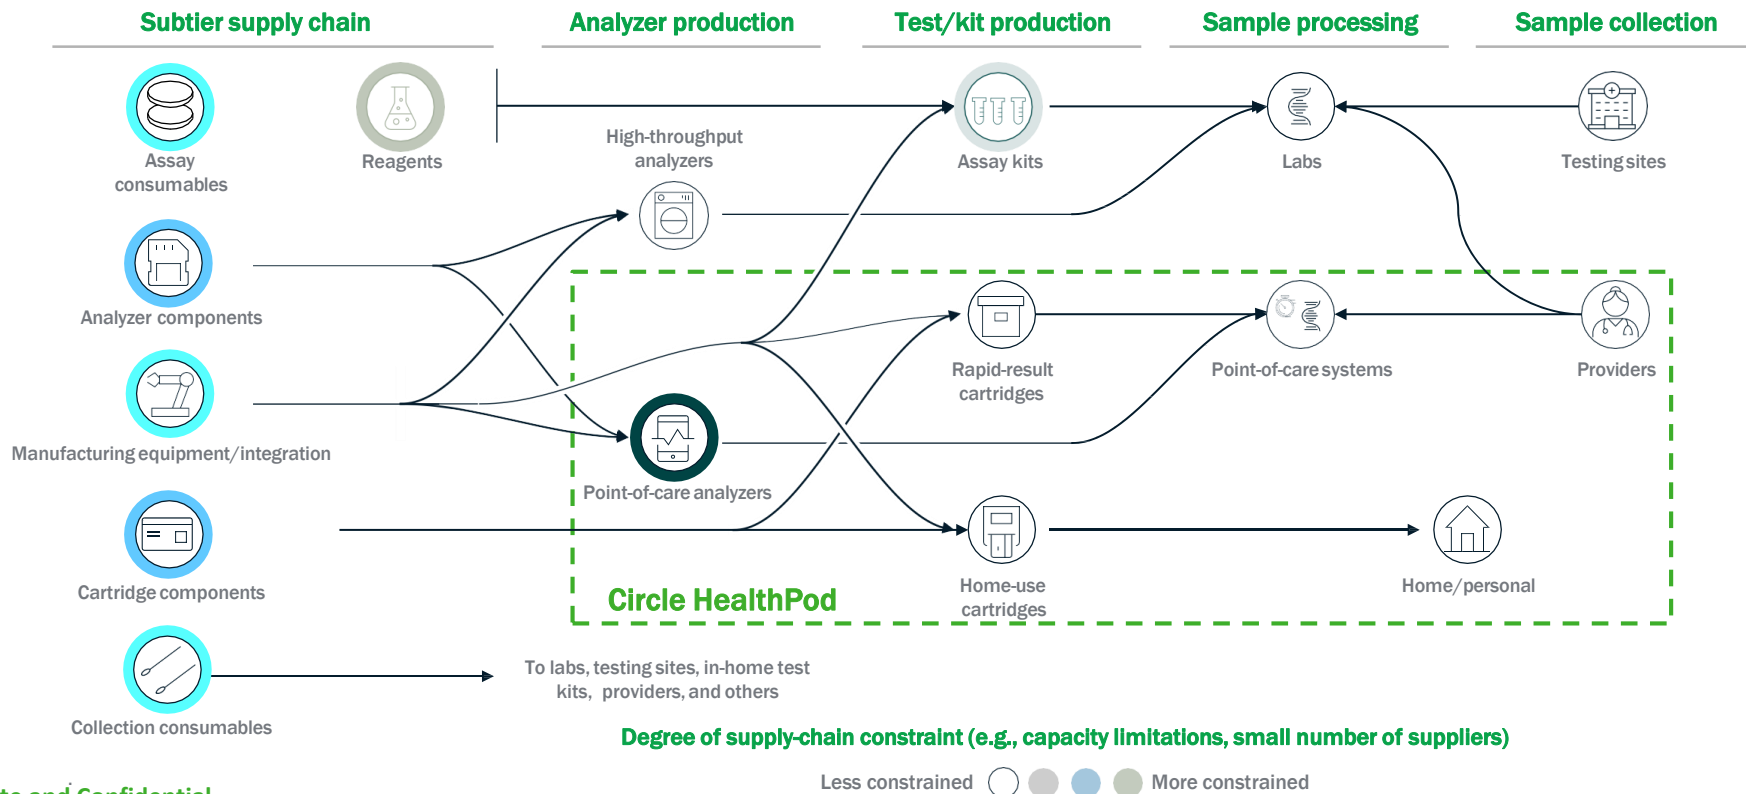 Subtier supply chain
Analyzer production
Test/kit production
Sample processing
Sample collection
Assay
consumables
Reagents
High-throughput
analyzers
Assay kits
Labs
Testing sites
Analyzer components
Rapid-result
cartridges
Point-of-care systems
Providers
Manufacturing equipment/integration
Point-of-care analyzers
Cartridge components
Circle HealthPod
Home-use
cartridges
Home/personal
Collection consumables
To labs, testing sites, in-home test
kits, providers, and others
Degree of supply-chain constraint (e.g., capacity limitations, small number of suppliers)
Less constrained
More constrained
and Confidential